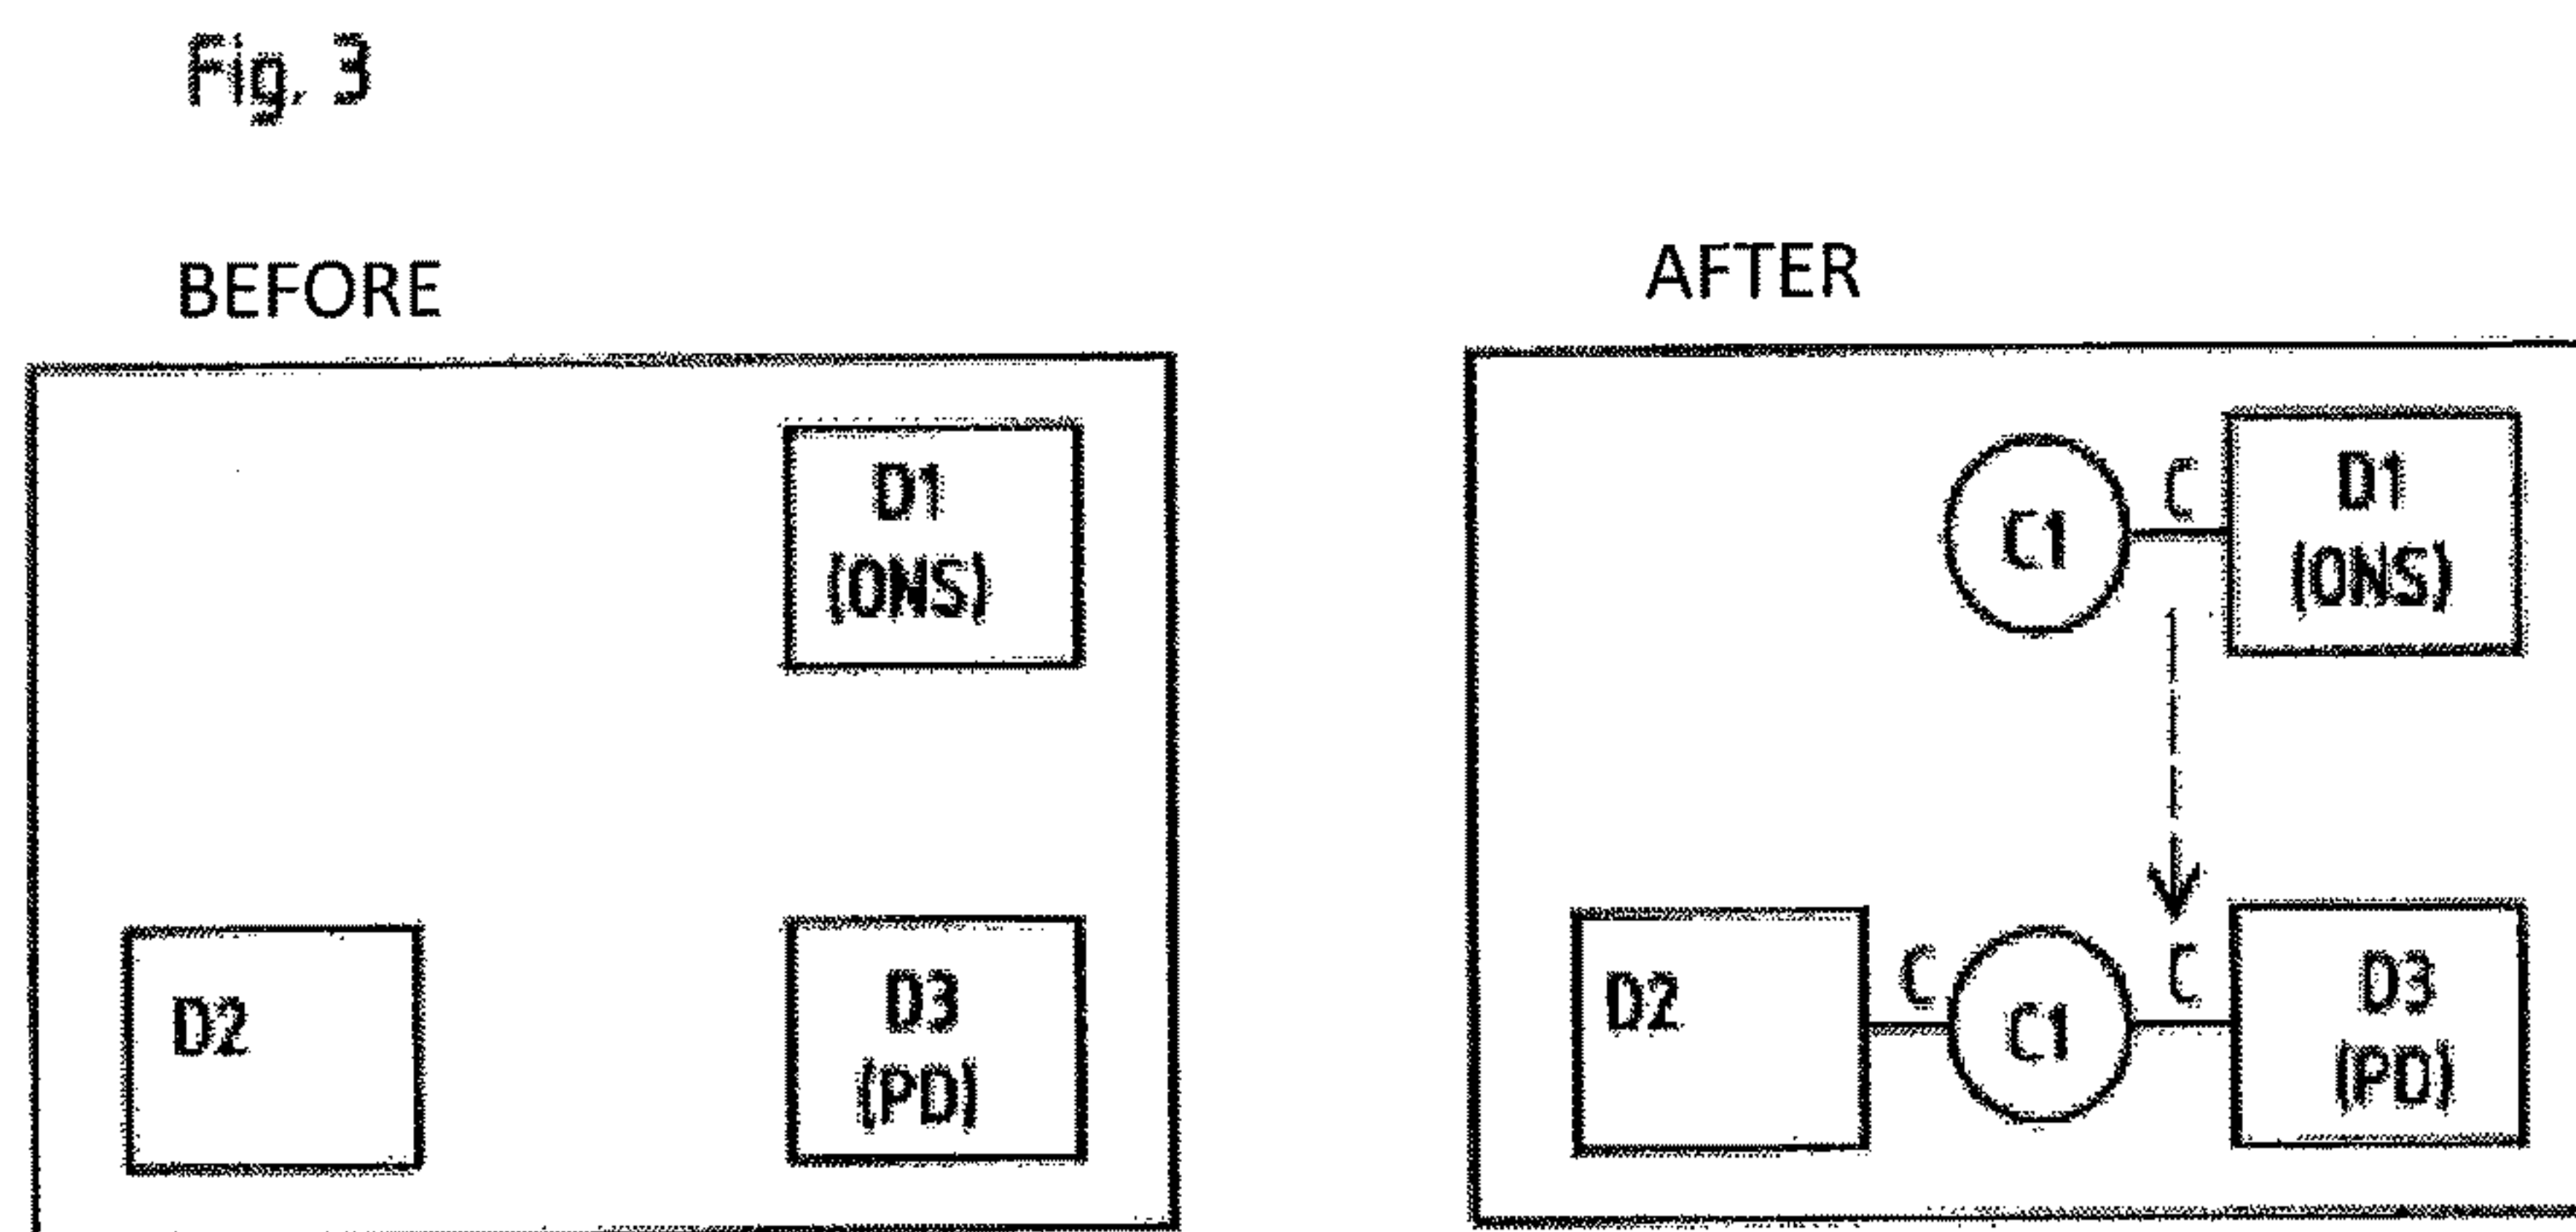 Fig. 3
BEFORE
D1
(ONS)
D2
D3
(PD)
AFTER
C1
C
D1
(ONS)
D2
C
C1
C
D3
(PD)